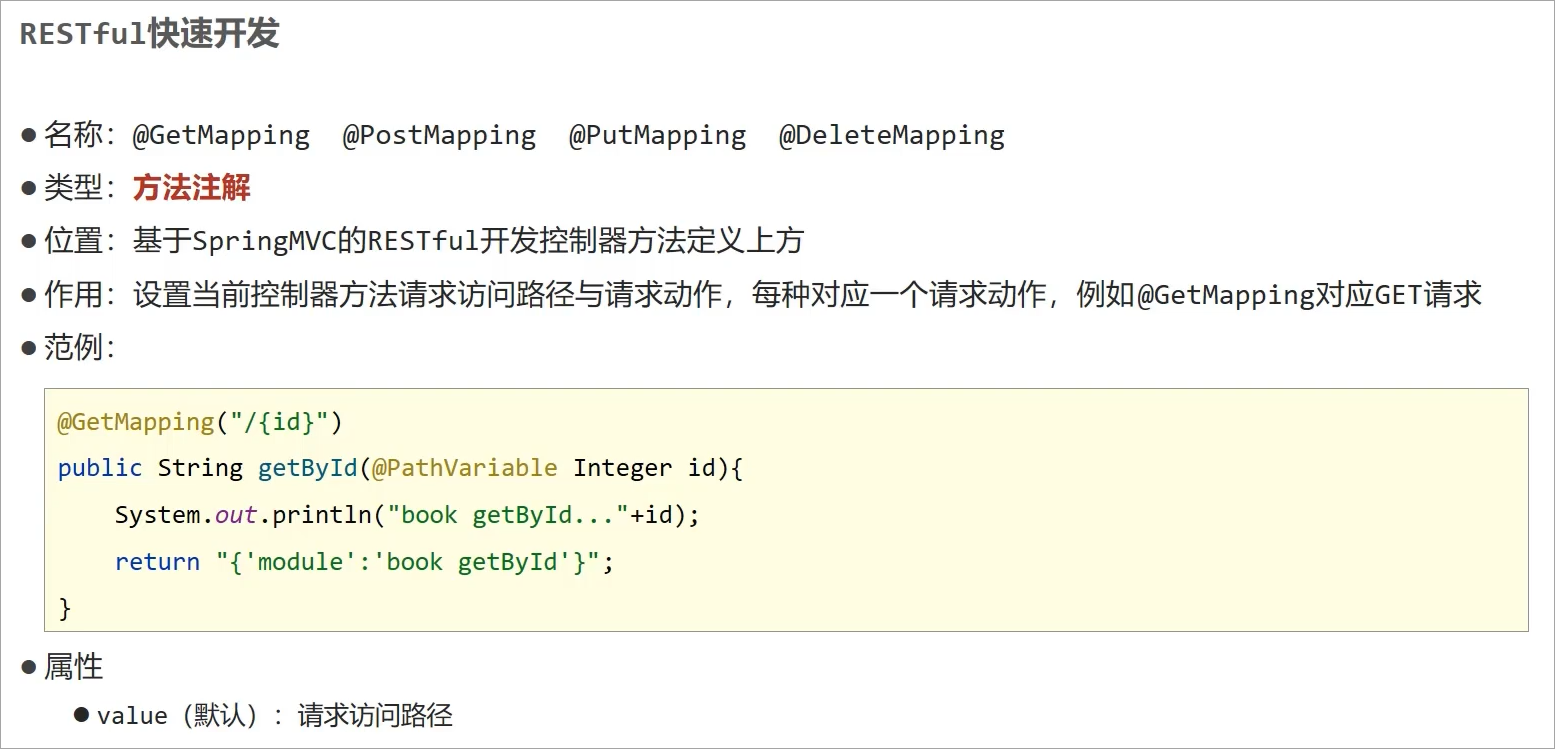 RESTful快速开发
● 名称：@GetMapping  @PostMapping  @PutMapping  @DeleteMapping
● 类型：方法注解
● 位置：基于SpringMVC的RESTful开发控制器方法定义上方
● 作用：设置当前控制器方法请求访问路径与请求动作，每种对应一个请求动作，例如@GetMapping对应GET请求
● 范例：
@GetMapping("/{id}")
public String getById(@PathVariable Integer id){
    System.out.println("book getById..."+id);
    return "{'module':'book getById'}";
}
● 属性
● value（默认）：请求访问路径